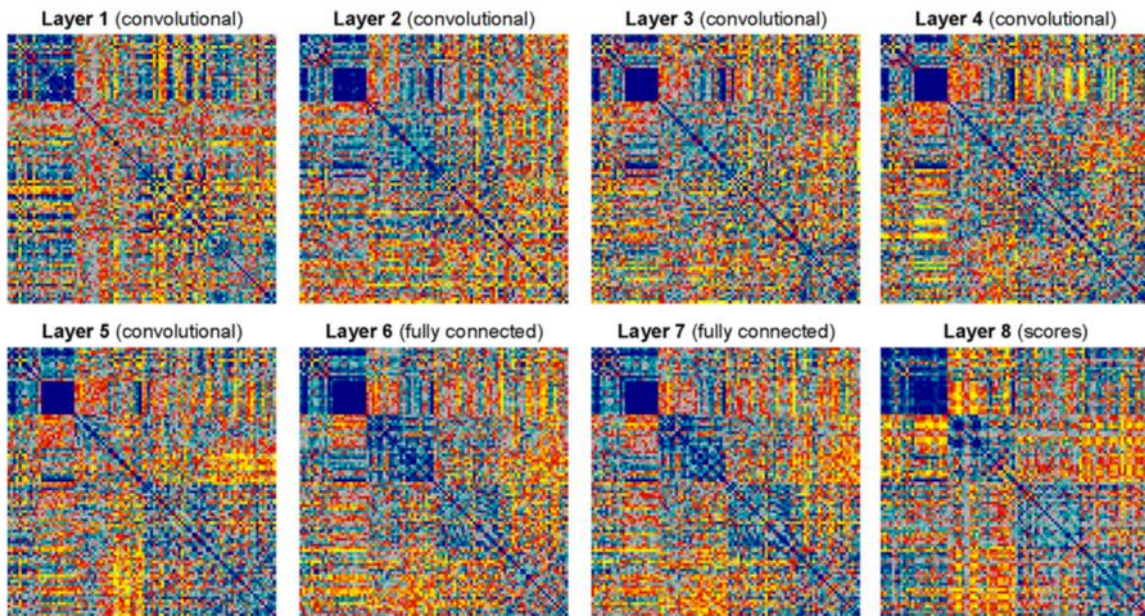 Layer 1 (convolutional)
Layer 2 (convolutional)
Layer 3 (convolutional)
Layer 4 (convolutional)
Layer 5 (convolutional)
Layer 6 (fully connected)
Layer 7 (fully connected)
Layer 8 (scores)